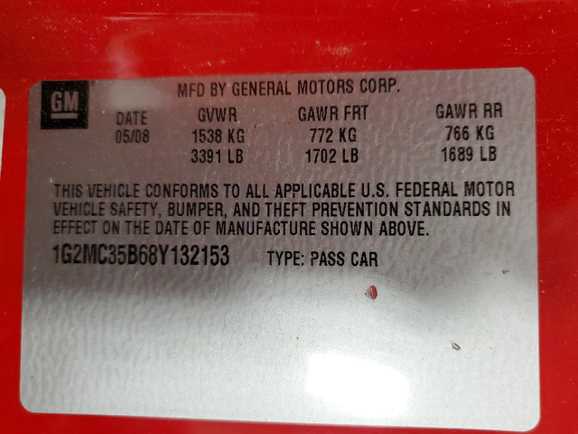 GM
MFD BY GENERAL MOTORS CORP.
DATE GVWR GAWR FRT GAWR RR
05/08 1538 KG 772 KG 766 KG
3391 LB 1702 LB 1689 LB
THIS VEHICLE CONFORMS TO ALL APPLICABLE U.S. FEDERAL MOTOR
VEHICLE SAFETY, BUMPER, AND THEFT PREVENTION STANDARDS IN
EFFECT ON THE DATE OF MANUFACTURE SHOWN ABOVE.
1G2MC35B68Y132153 TYPE: PASS CAR